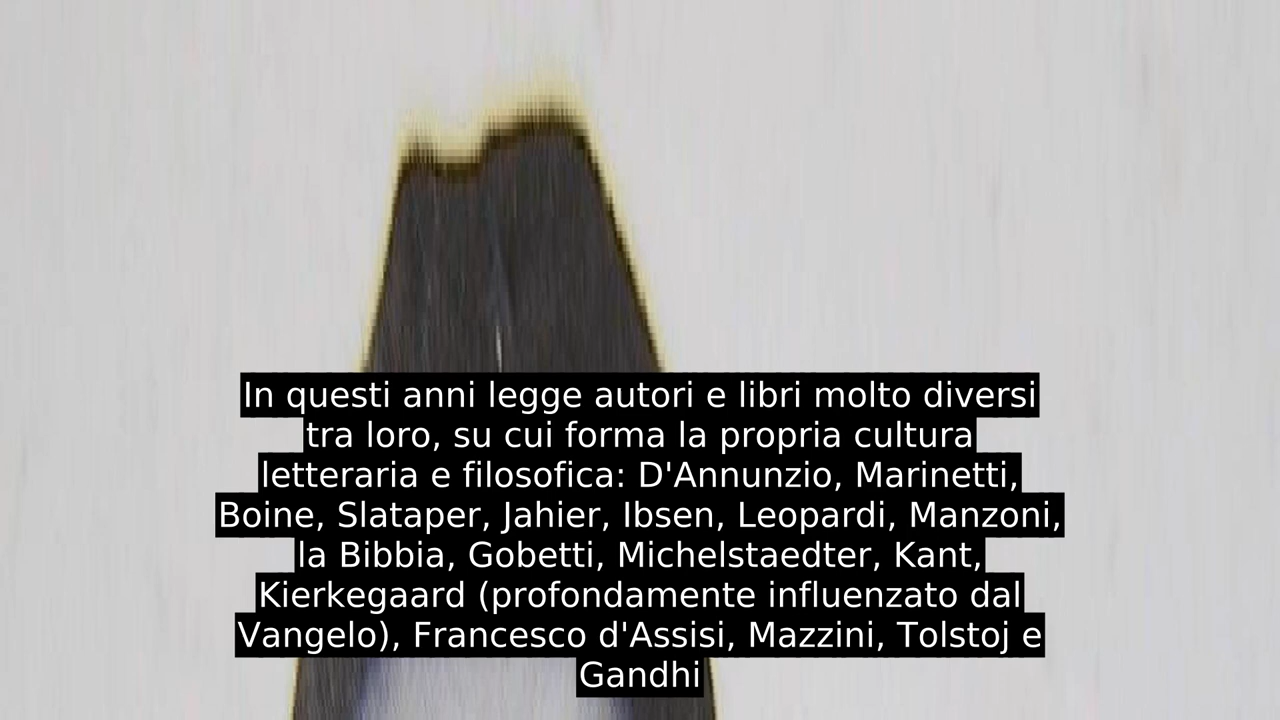 In questi anni legge autori e libri molto diversi
tra loro, su cui forma la propria cultura
letteraria e filosofica: D'Annunzio, Marinetti,
Boine, Slataper, Jahier, Ibsen, Leopardi, Manzoni,
la Bibbia, Gobetti, Michelstaedter, Kant,
Kierkegaard (profondamente influenzato dal
Vangelo), Francesco d'Assisi, Mazzini, Tolstoj e
Gandhi